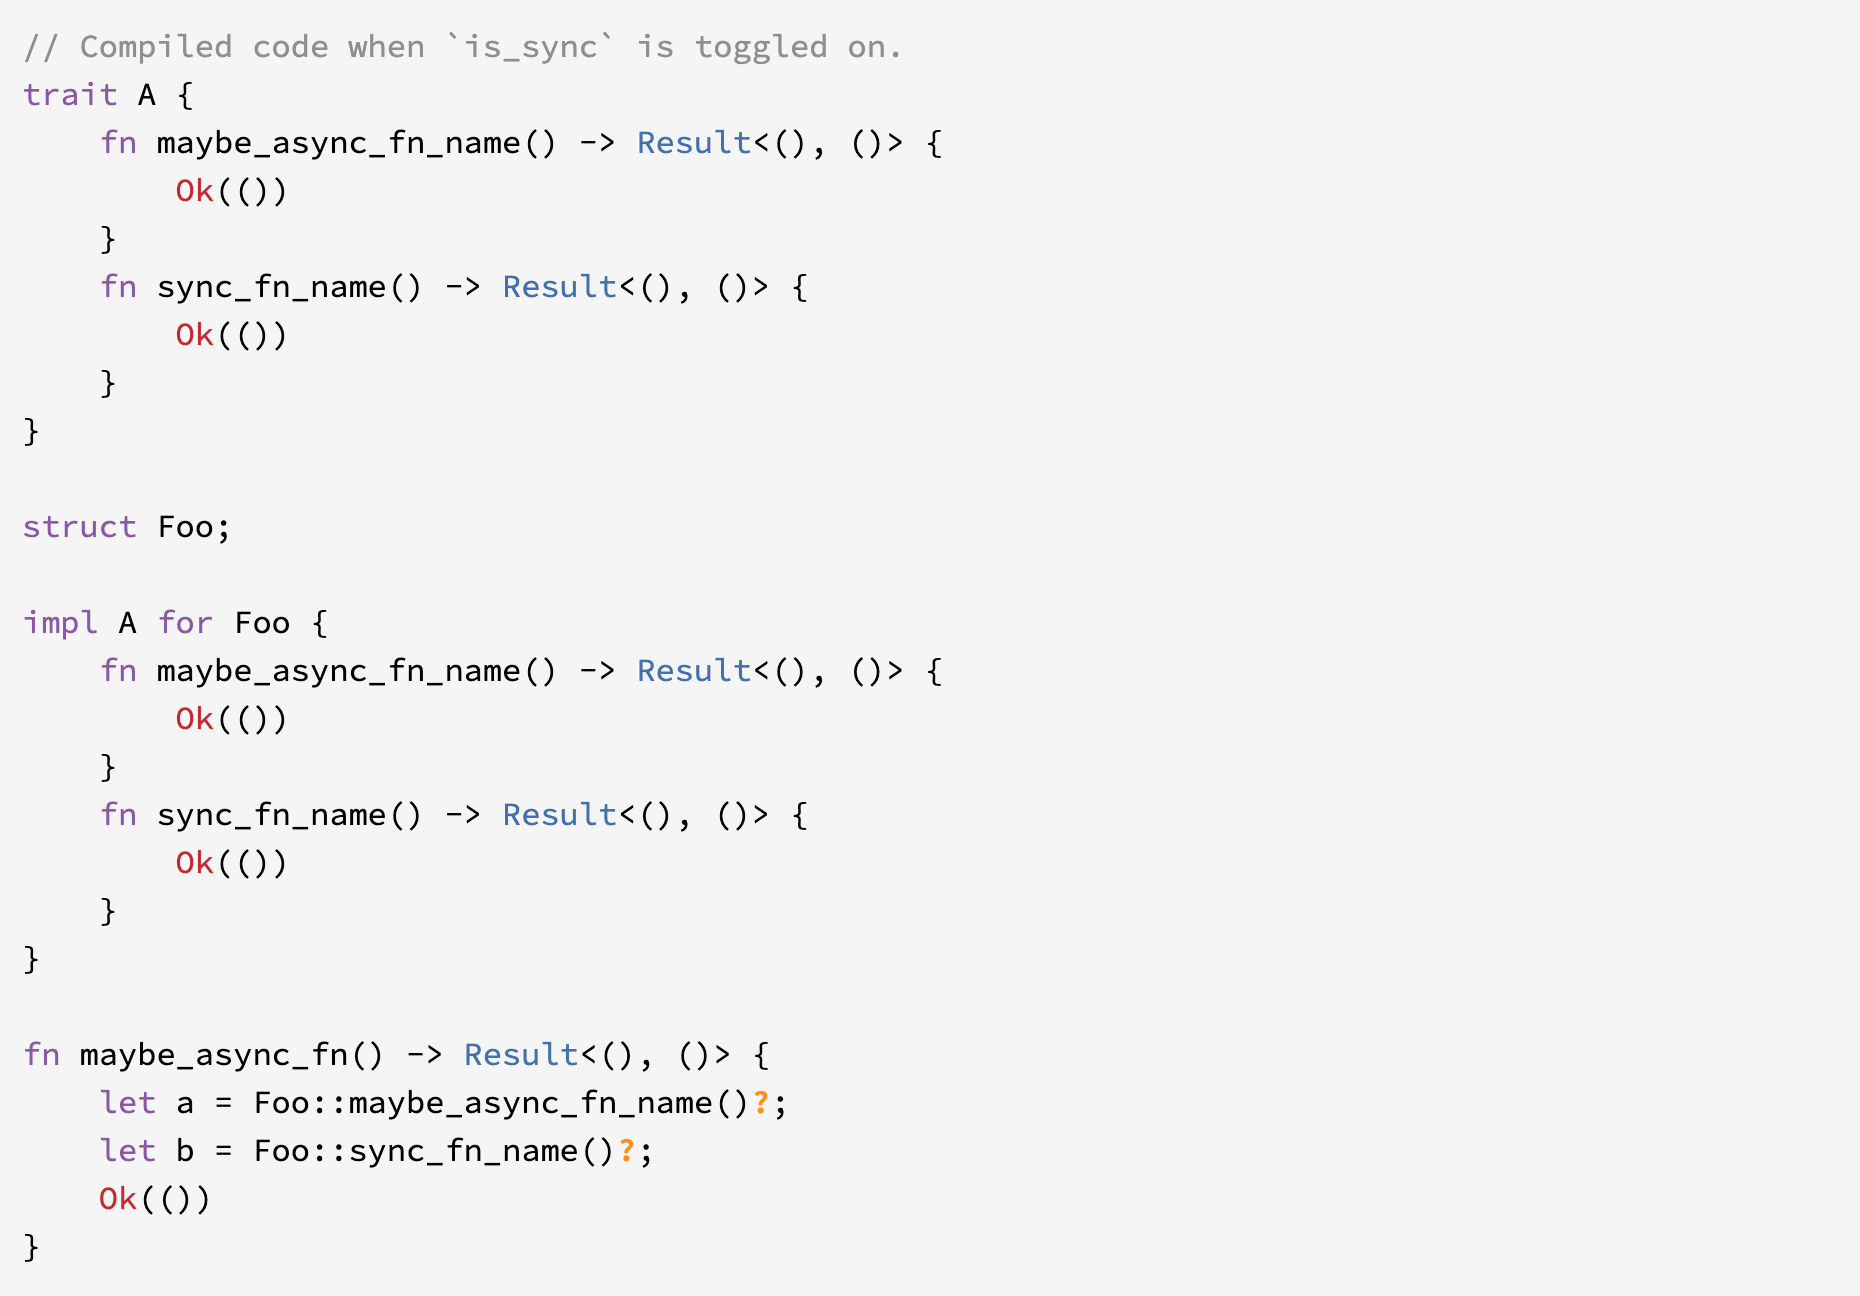 // Compiled code when `is_sync` is toggled on.
trait A {
    fn maybe_async_fn_name() -> Result<(), ()> {
        Ok(())
    }
    fn sync_fn_name() -> Result<(), ()> {
        Ok(())
    }
}

struct Foo;

impl A for Foo {
    fn maybe_async_fn_name() -> Result<(), ()> {
        Ok(())
    }
    fn sync_fn_name() -> Result<(), ()> {
        Ok(())
    }
}

fn maybe_async_fn() -> Result<(), ()> {
    let a = Foo::maybe_async_fn_name()?;
    let b = Foo::sync_fn_name()?;
    Ok(())
}